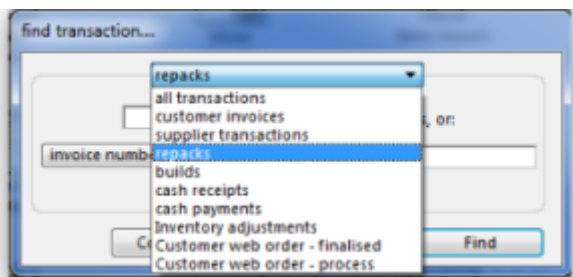 find transaction...
repacks
all transactions
customer invoices
supplier transactions
, or:
repacks
invoice numb
builds
cash receipts
cash payments
Inventory adjustments
Customer web order - finalised
Customer web order - process
Find